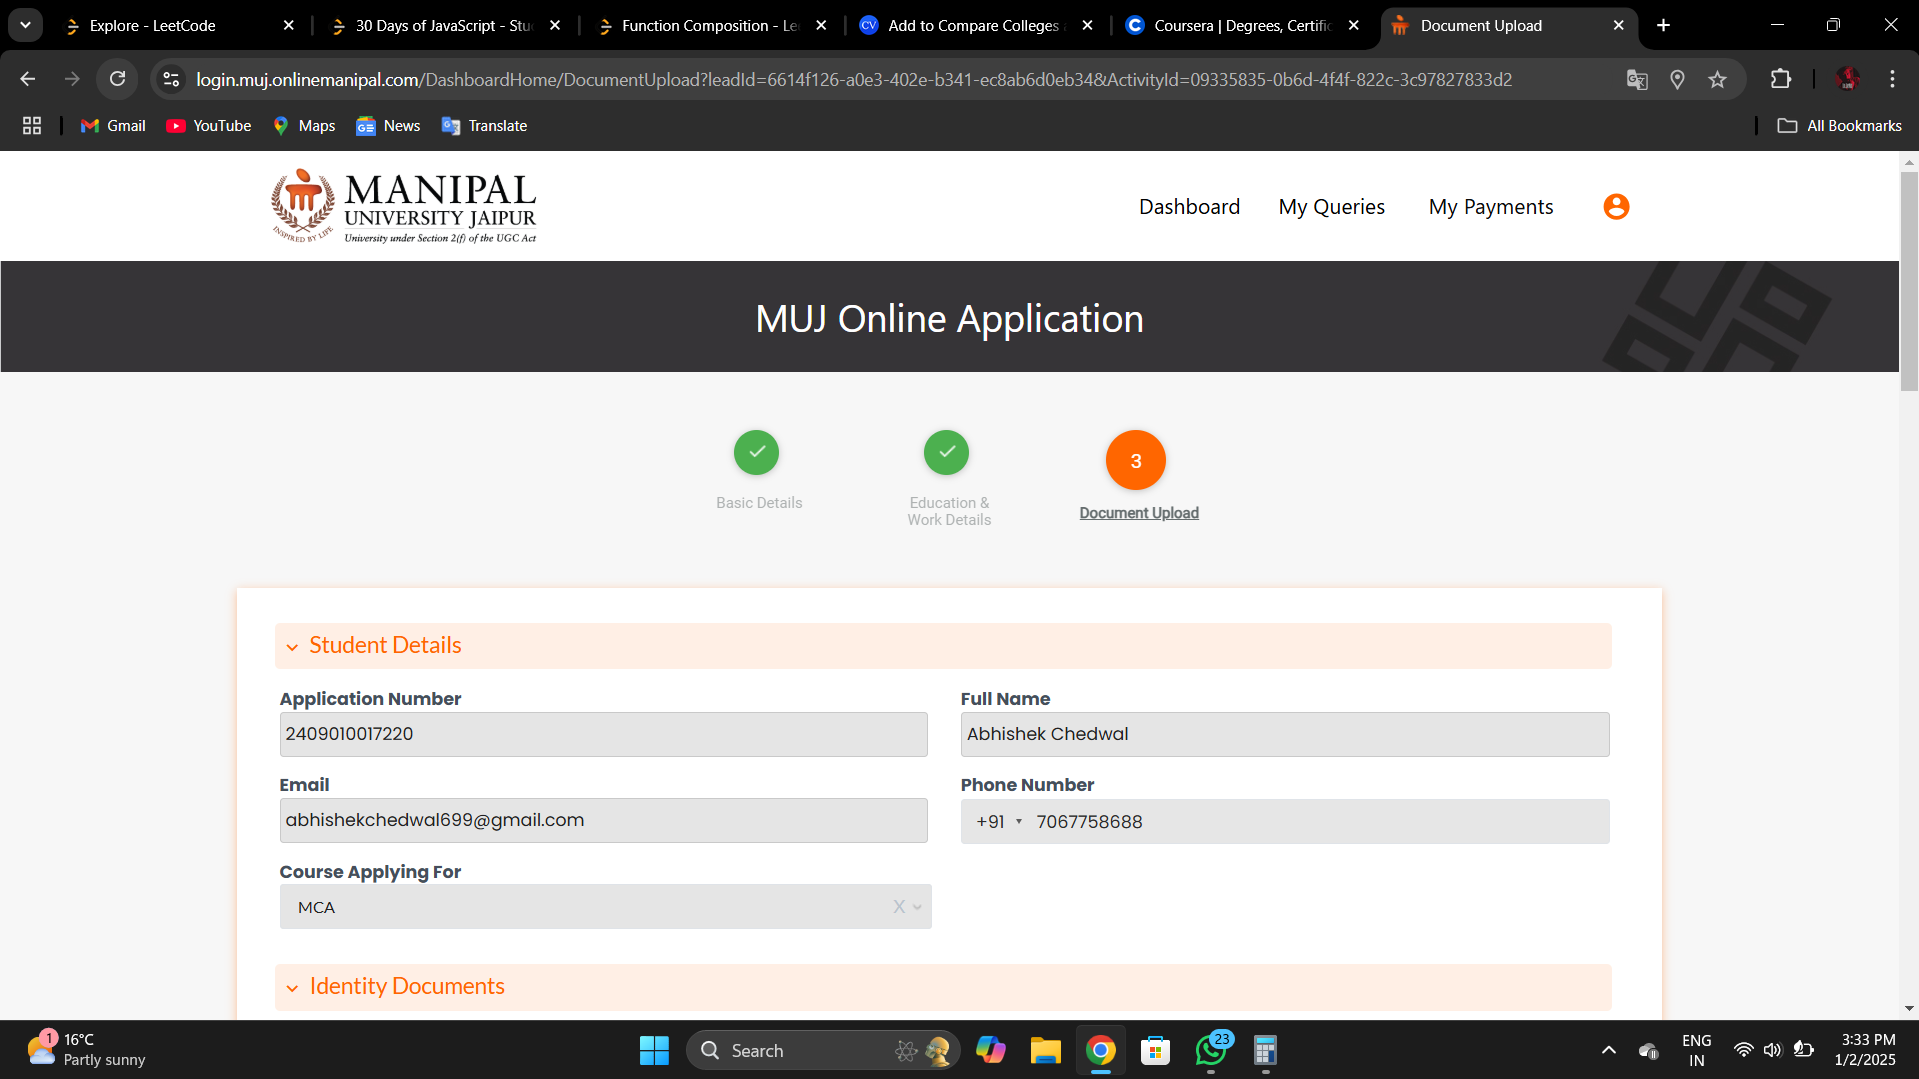 Explore - LeetCode
30 Days of JavaScript - Stu
Function Composition - Le
CV
Add to Compare Colleges
Coursera | Degrees, Certific
Document Upload
login.muj.onlinemanipal.com/DashboardHome/DocumentUpload?leadId=6614f126-a0e3-402e-b341-ec8ab6d0eb34&ActivityId=09335835-0b6d-4f4f-822c-3c97827833d2
Gmail
YouTube
Maps
News
Translate
All Bookmarks
MANIPAL
UNIVERSITY JAIPUR
University under Section 2(f) of the UGC Act
INSPIRED BY LIFE
Dashboard
My Queries
My Payments
MUJ Online Application
3
Basic Details
Education &
Work Details
Document Upload
Student Details
Application Number
Full Name
2409010017220
Abhishek Chedwal
Email
Phone Number
abhishekchedwal699@gmail.com
+91 7067758688
Course Applying For
MCA
X
Identity Documents
1
16°C
Partly sunny
Search
23
ENG
IN
3:33 PM
1/2/2025